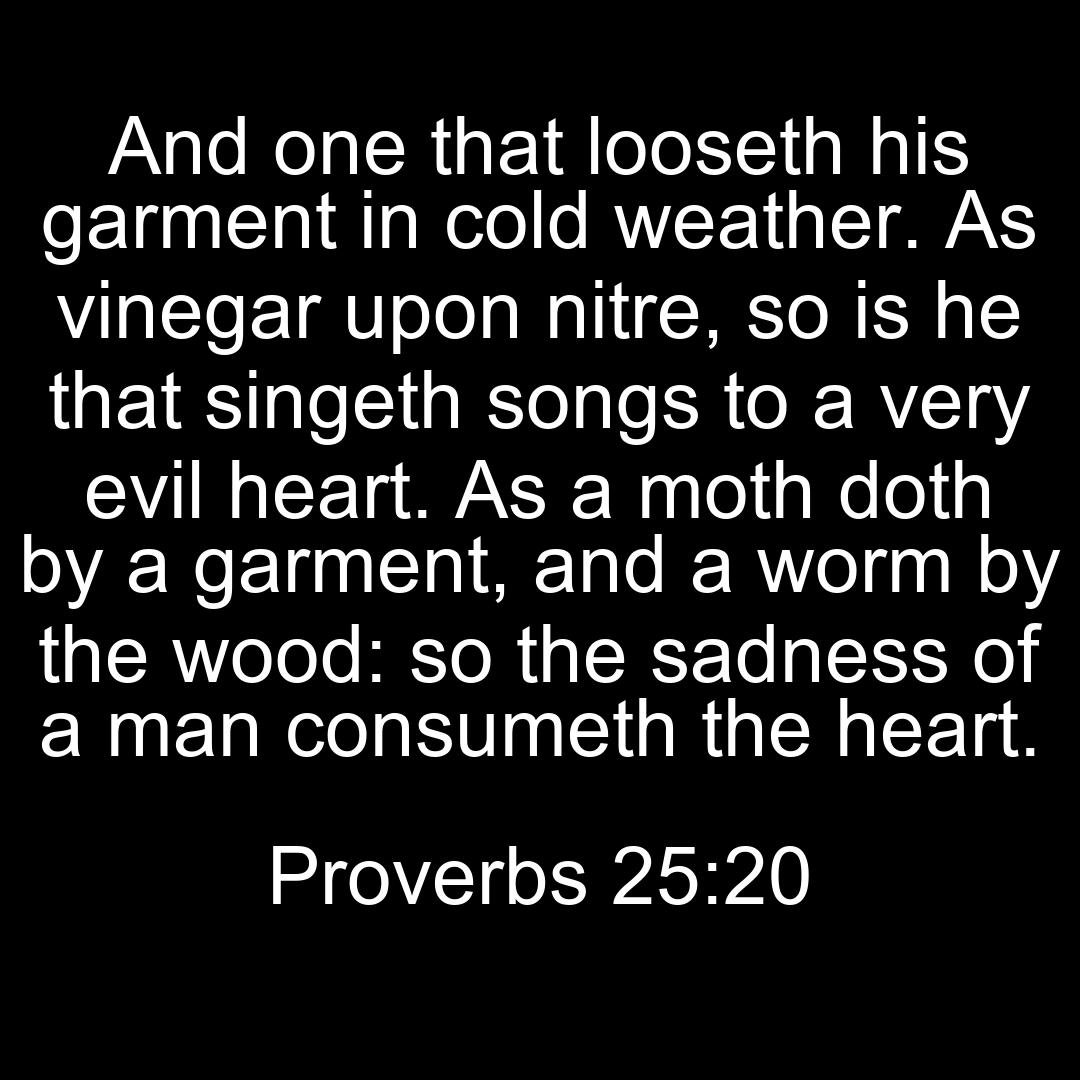 And one that looseth his
garment in cold weather. As
vinegar upon nitre, so is he
that singeth songs to a very
evil heart. As a moth doth
by a garment, and a worm by
the wood: so the sadness of
a man consumeth the heart.
Proverbs 25:20